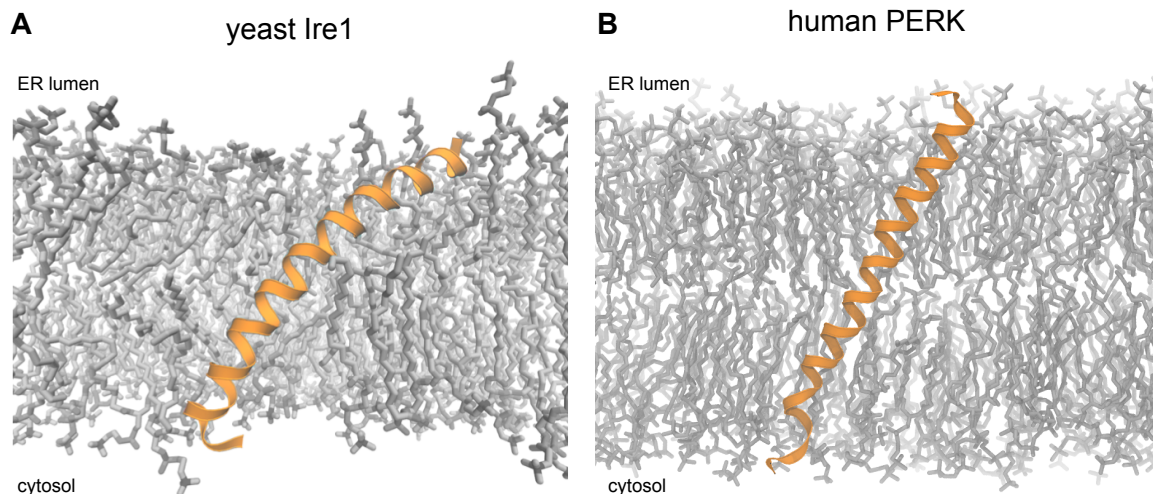 A
yeast Ire1
ER lumen
cytosol
B
human PERK
ER lumen
cytosol